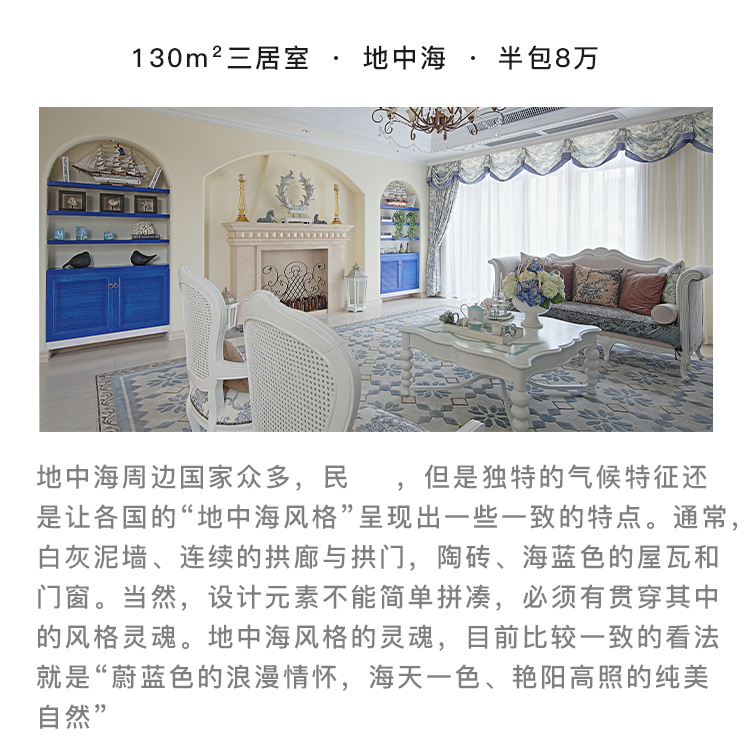 130m²三居室 · 地中海 · 半包8万
地中海周边国家众多，民 ，但是独特的气候特征还
是让各国的“地中海风格”呈现出一些一致的特点。通常，
白灰泥墙、连续的拱廊与拱门，陶砖、海蓝色的屋瓦和
门窗。当然，设计元素不能简单拼凑，必须有贯穿其中
的风格灵魂。地中海风格的灵魂，目前比较一致的看法
就是“蔚蓝色的浪漫情怀，海天一色、艳阳高照的纯美
自然”